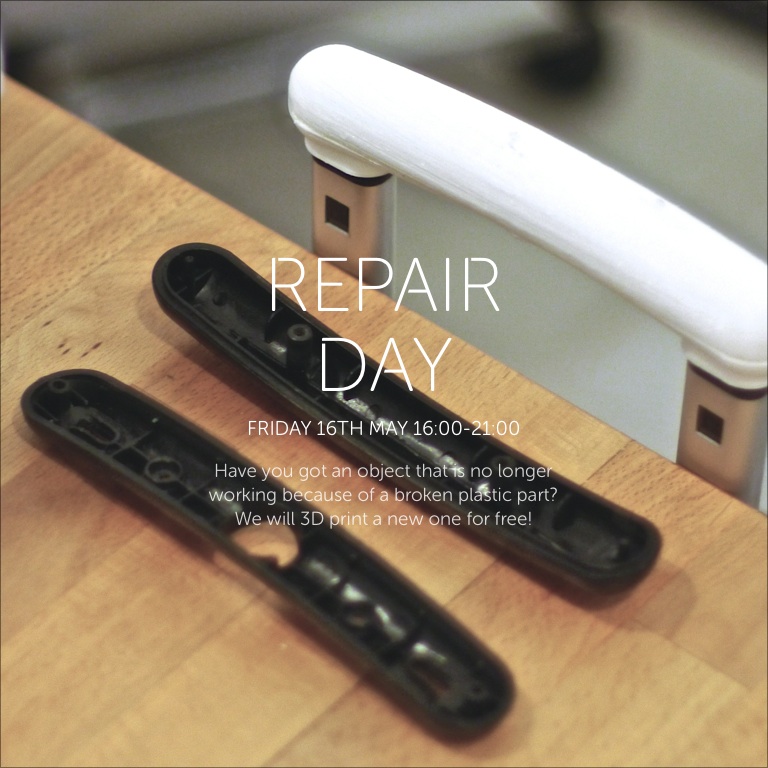 REPAIR
DAY
FRIDAY 16TH MAY 16:00-21:00
Have you got an object that is no longer
working because of a broken plastic part?
We will 3D print a new one for free!